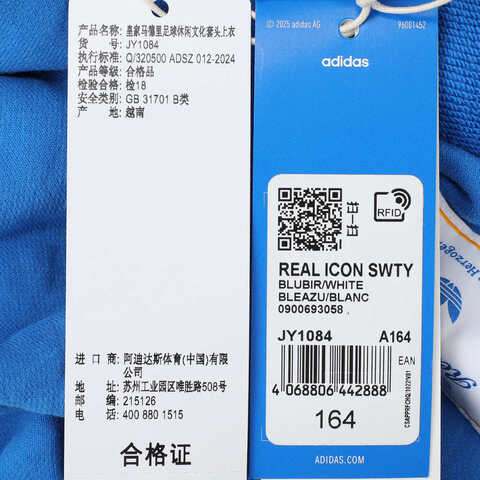 产品名称: 皇家马德里足球休闲文化套头上衣
货 号: JY1084
执行标准: Q/320500 ADSZ 012-2024
产品等级: 合格品
检验合格: 检18
安全类别: GB 31701 B类
产 地: 越南
进 口 商: 阿迪达斯体育(中国)有限
公司
地 址: 苏州工业园区唯胜路508号
邮 编: 215126
电 话: 400 880 1515
合格证
© 2025 adidas AG
96001452
adidas
RFID
REAL ICON SWTY
BLUBIR/WHITE
BLEAZU/BLANC
0900693058
JY1084 A164
EAN
4 068806 442888
164
ADIDAS.COM
Herzogen